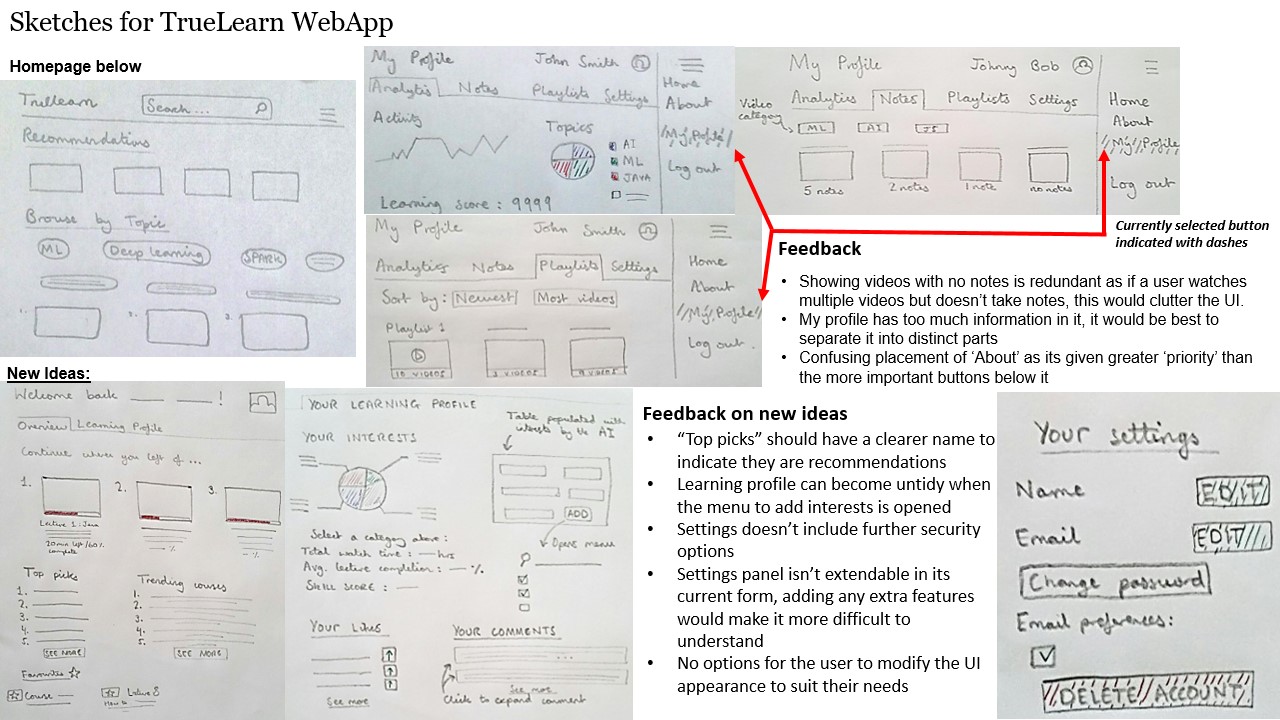 Sketches for TrueLearn WebApp
Homepage below
Truelearn
Search...
Recommendations
Browse by Topic
ML
Deep learning
SPARK
1.
2.
3.
My Profile
John Smith
Analytics
Notes
Playlists
Settings
Activity
Topics
AI
ML
JAVA
Learning score : 9999
Home
About
My Profile
Log out
My Profile
Johnny Bob
Analytics
Notes
Playlists
Settings
Video
category
ML
AI
JS
5 notes
2 notes
1 note
no notes
Home
About
My Profile
Log out
My Profile
John Smith
Analytics
Notes
Playlists
Settings
Sort by:
Newest
Most videos
Playlist 1
10 VIDEOS
3 VIDEOS
9 VIDEOS
Home
About
My Profile
Log out
Currently selected button
indicated with dashes
Feedback
• Showing videos with no notes is redundant as if a user watches
multiple videos but doesn’t take notes, this would clutter the UI.
• My profile has too much information in it, it would be best to
separate it into distinct parts
• Confusing placement of ‘About’ as its given greater ‘priority’ than
the more important buttons below it
New Ideas:
Welcome back !
Overview
Learning Profile
Continue where you left of ...
1.
2.
3.
Lecture 1 : Java
20 min left / 60%
complete
%
%
Top picks
1.
2.
3.
4.
5.
SEE MORE
Trending courses
1.
2.
3.
4.
5.
SEE MORE
Favourites
Course
Lecture 8
How to
YOUR LEARNING PROFILE
YOUR INTERESTS
Table populated with
interests by the AI
ADD
Opens menu
Select a category above :
Total watch time : hrs
Avg. lective completion : %
SKILL SCORE :
YOUR LIKES
See more
YOUR COMMENTS
...
See more
Click to expand comment
Feedback on new ideas
• “Top picks” should have a clearer name to
indicate they are recommendations
• Learning profile can become untidy when
the menu to add interests is opened
• Settings doesn’t include further security
options
• Settings panel isn’t extendable in its
current form, adding any extra features
would make it more difficult to
understand
• No options for the user to modify the UI
appearance to suit their needs
Your settings
Name
EDIT
Email
EDIT
Change password
Email preferences:
DELETE ACCOUNT